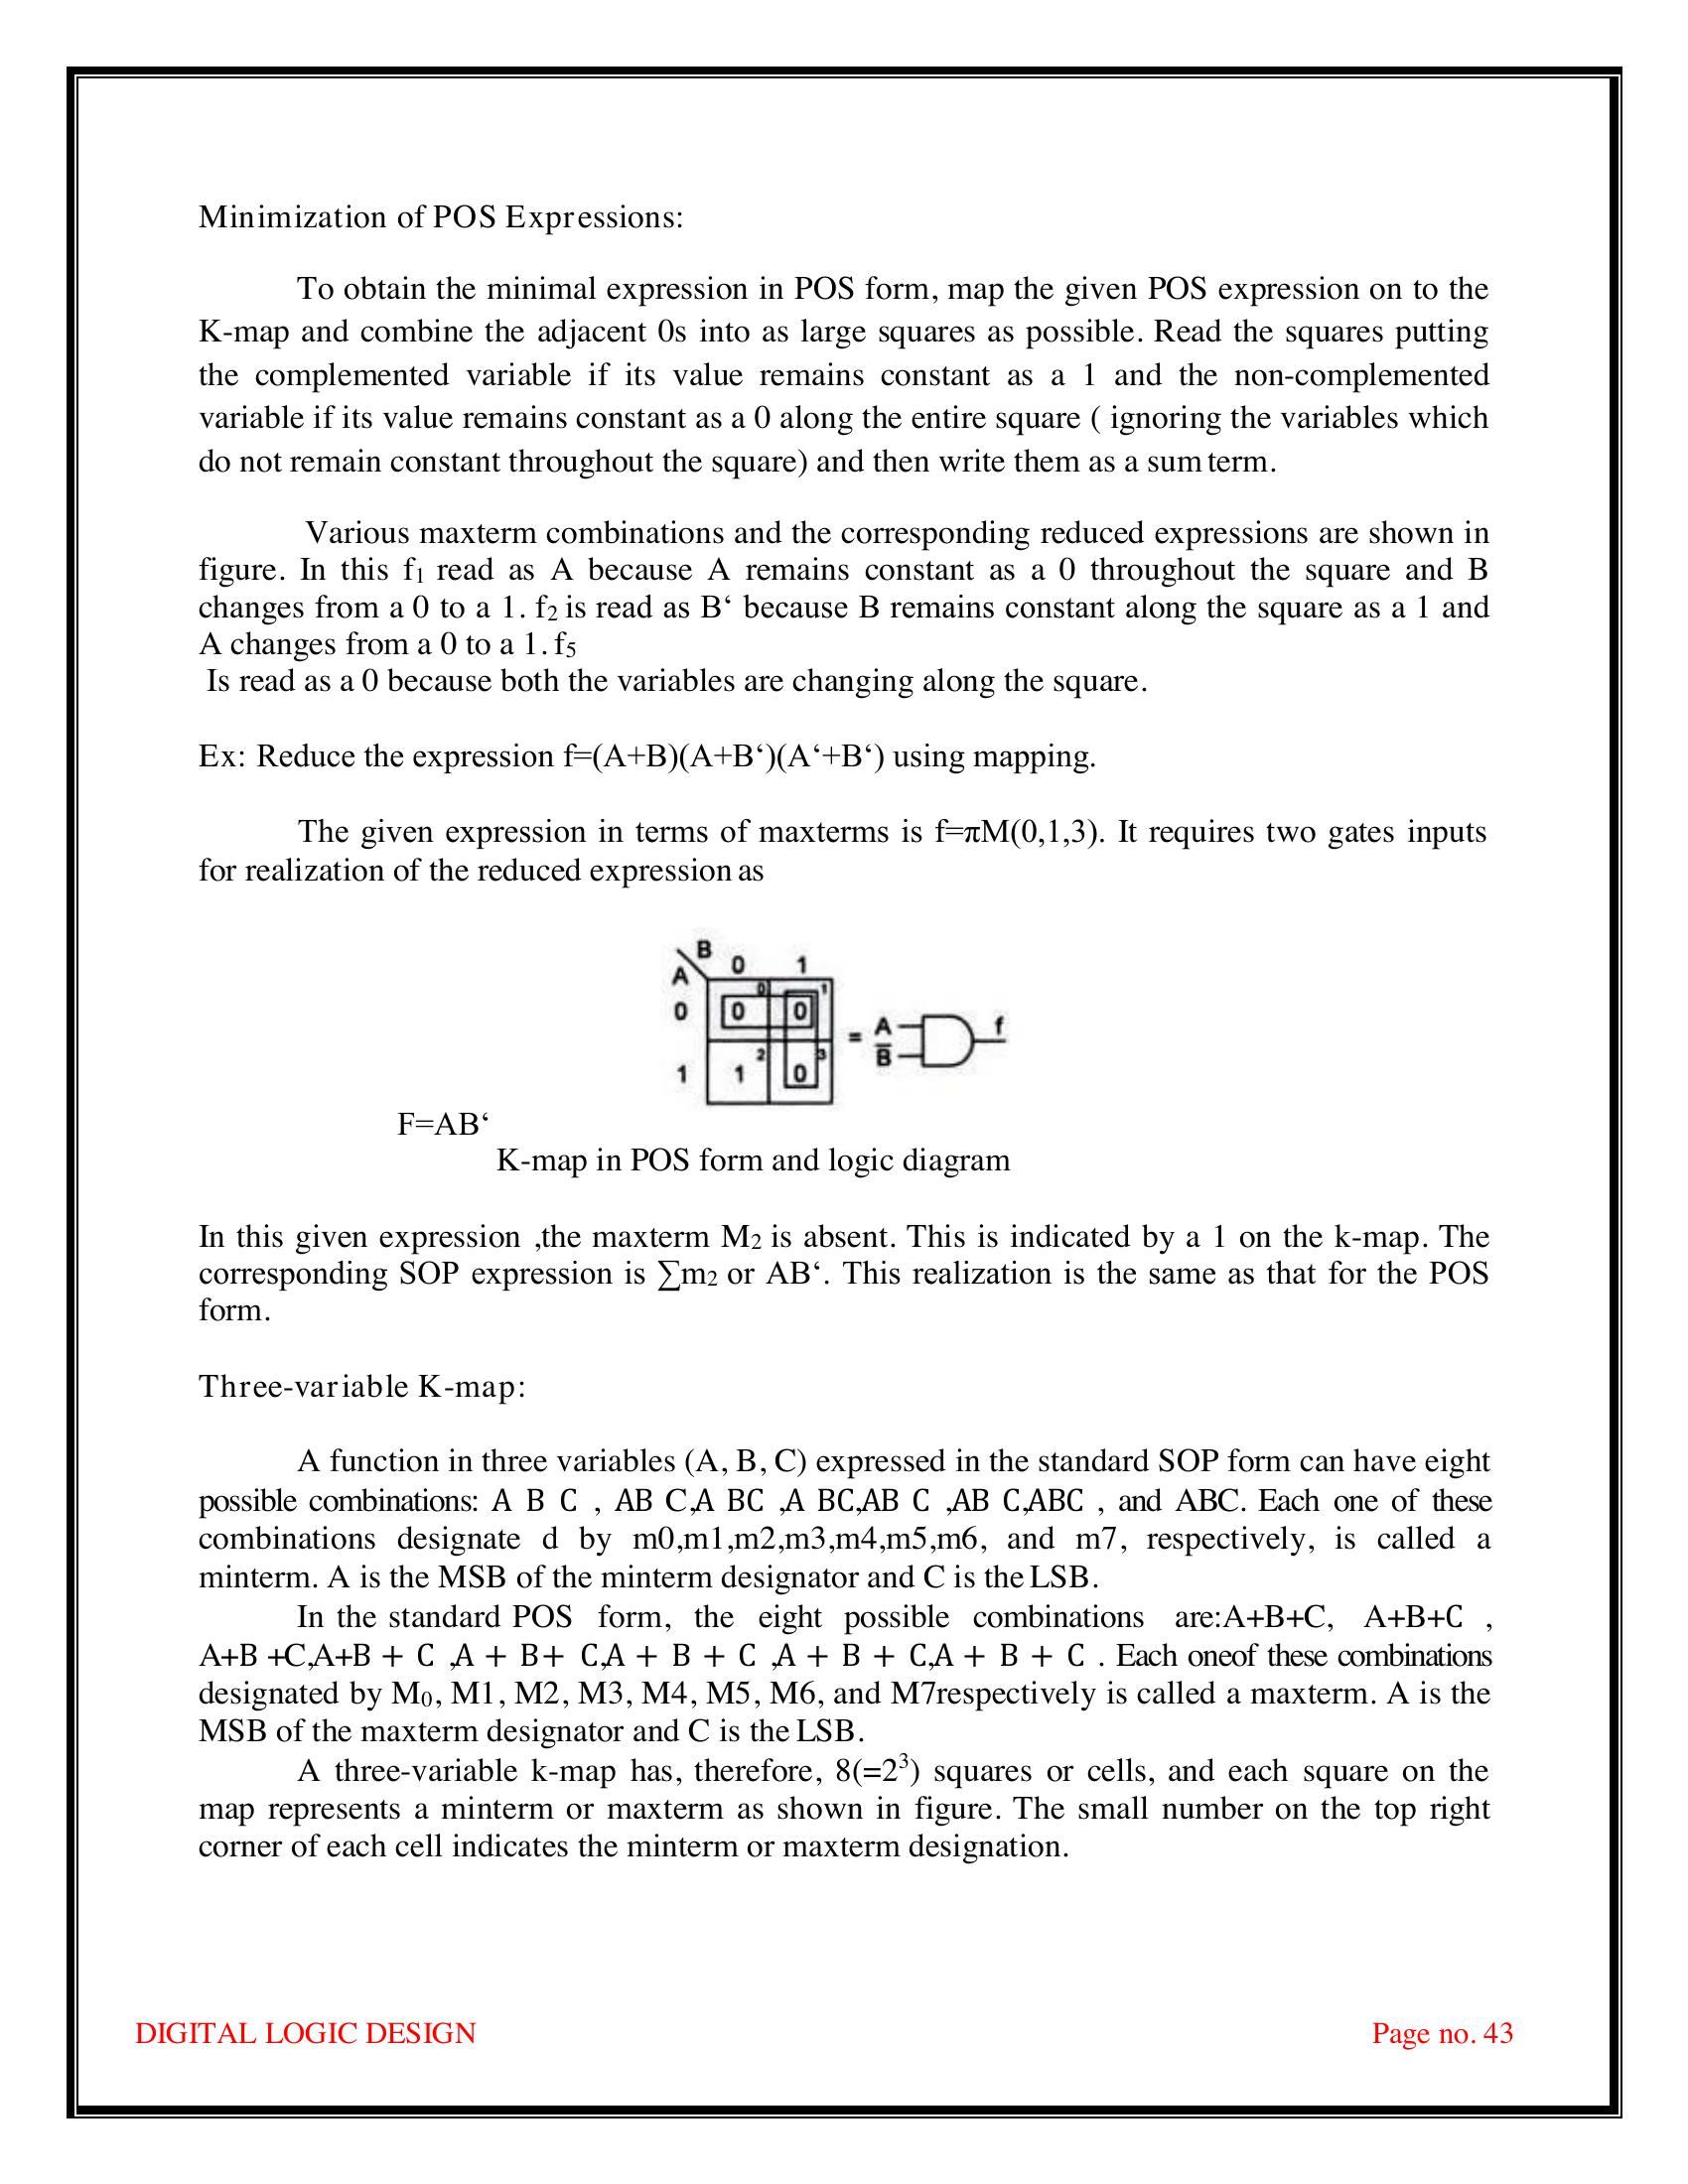 Minimization of POS Expressions:
To obtain the minimal expression in POS form, map the given POS expression on to the
K-map and combine the adjacent 0s into as large squares as possible. Read the squares putting
the complemented variable if its value remains constant as a 1 and the non-complemented
variable if its value remains constant as a 0 along the entire square ( ignoring the variables which
do not remain constant throughout the square) and then write them as a sum term.
Various maxterm combinations and the corresponding reduced expressions are shown in
figure. In this f1 read as A because A remains constant as a 0 throughout the square and B
changes from a 0 to a 1. f2 is read as B‘ because B remains constant along the square as a 1 and
A changes from a 0 to a 1. f5
Is read as a 0 because both the variables are changing along the square.
Ex: Reduce the expression f=(A+B)(A+B‘)(A‘+B‘) using mapping.
The given expression in terms of maxterms is f=πM(0,1,3). It requires two gates inputs
for realization of the reduced expression as
B
0 1
A
0 0 0 0 1
= A f
B̅
1 1 2 0 3
F=AB‘
K-map in POS form and logic diagram
In this given expression ,the maxterm M2 is absent. This is indicated by a 1 on the k-map. The
corresponding SOP expression is ∑m2 or AB‘. This realization is the same as that for the POS
form.
Three-variable K-map:
A function in three variables (A, B, C) expressed in the standard SOP form can have eight
possible combinations: A B C , AB C,A BC ,A BC,AB C ,AB C,ABC , and ABC. Each one of these
combinations designate d by m0,m1,m2,m3,m4,m5,m6, and m7, respectively, is called a
minterm. A is the MSB of the minterm designator and C is the LSB.
In the standard POS form, the eight possible combinations are:A+B+C, A+B+C ,
A+B +C,A+B + C ,A + B+ C,A + B + C ,A + B + C,A + B + C . Each oneof these combinations
designated by M0, M1, M2, M3, M4, M5, M6, and M7respectively is called a maxterm. A is the
MSB of the maxterm designator and C is the LSB.
A three-variable k-map has, therefore, 8(=2³) squares or cells, and each square on the
map represents a minterm or maxterm as shown in figure. The small number on the top right
corner of each cell indicates the minterm or maxterm designation.
DIGITAL LOGIC DESIGN Page no. 43